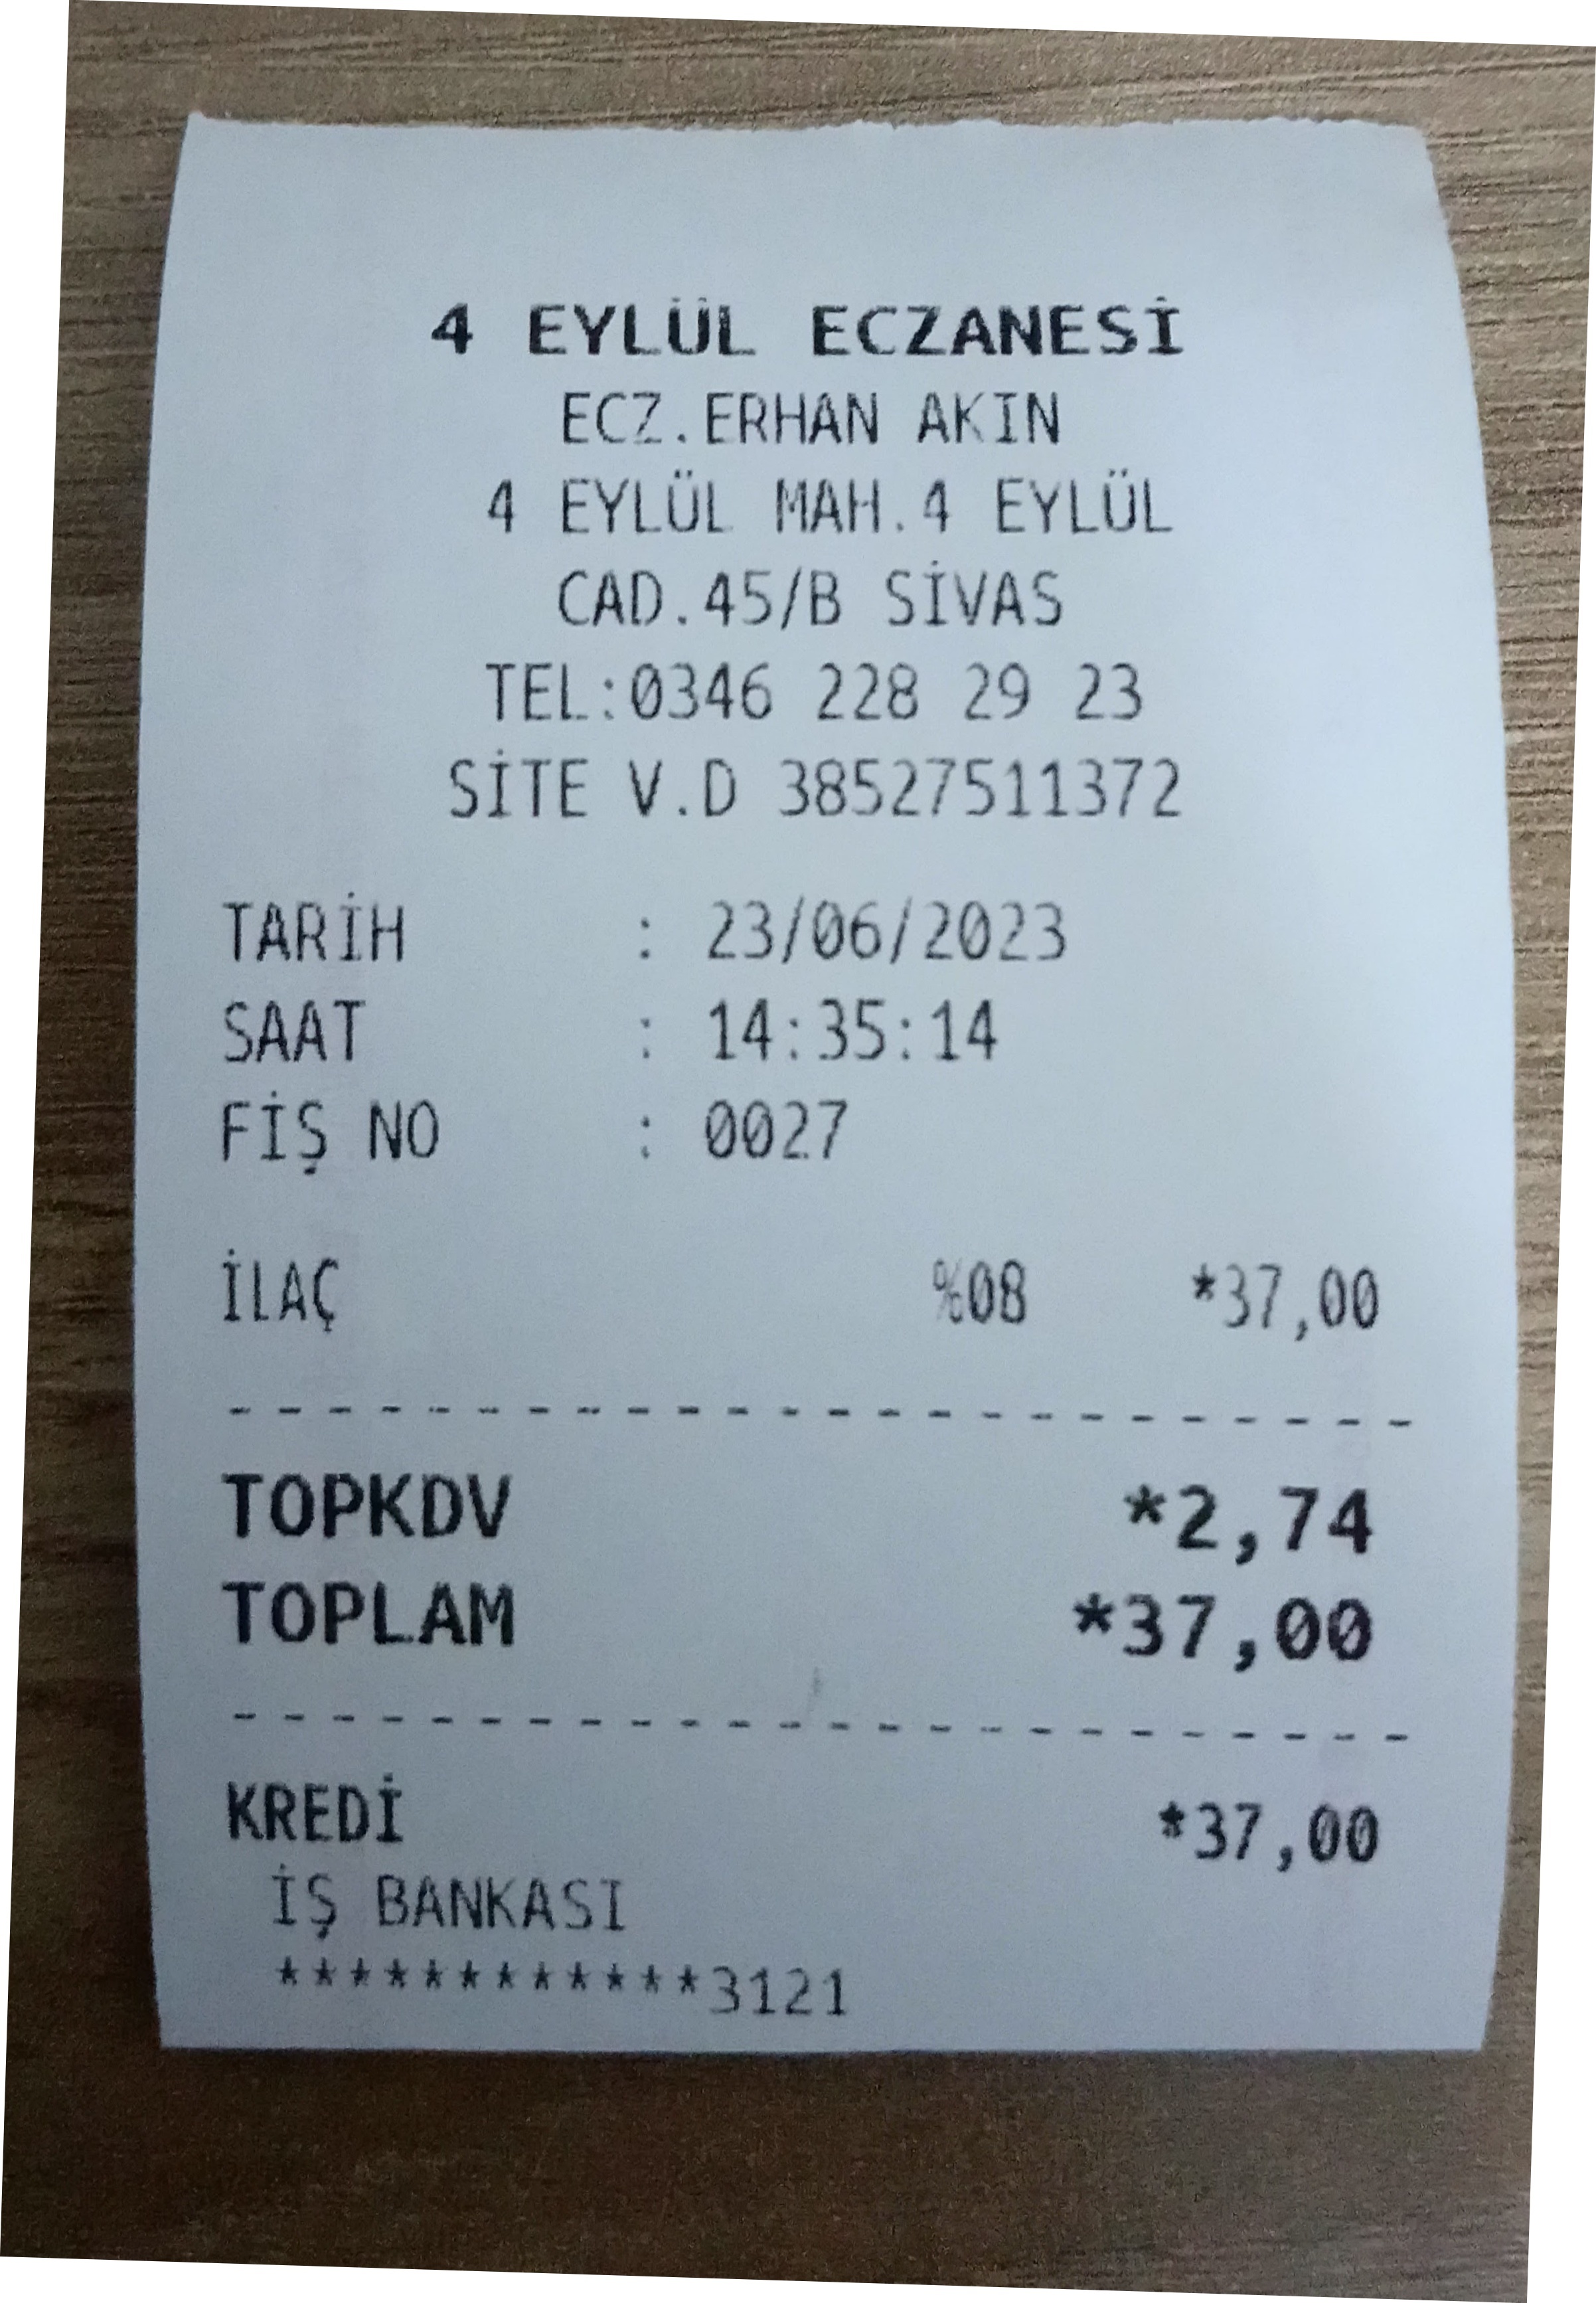 4 EYLÜL ECZANESİ
ECZ.ERHAN AKIN
4 EYLÜL MAH.4 EYLÜL
CAD.45/B SİVAS
TEL:0346 228 29 23
SİTE V.D 38527511372
TARİH : 23/06/2023
SAAT : 14:35:14
FİŞ NO : 0027
İLAÇ %08 *37,00
------------------------
TOPKDV *2,74
TOPLAM *37,00
------------------------
KREDİ *37,00
İŞ BANKASI
************3121